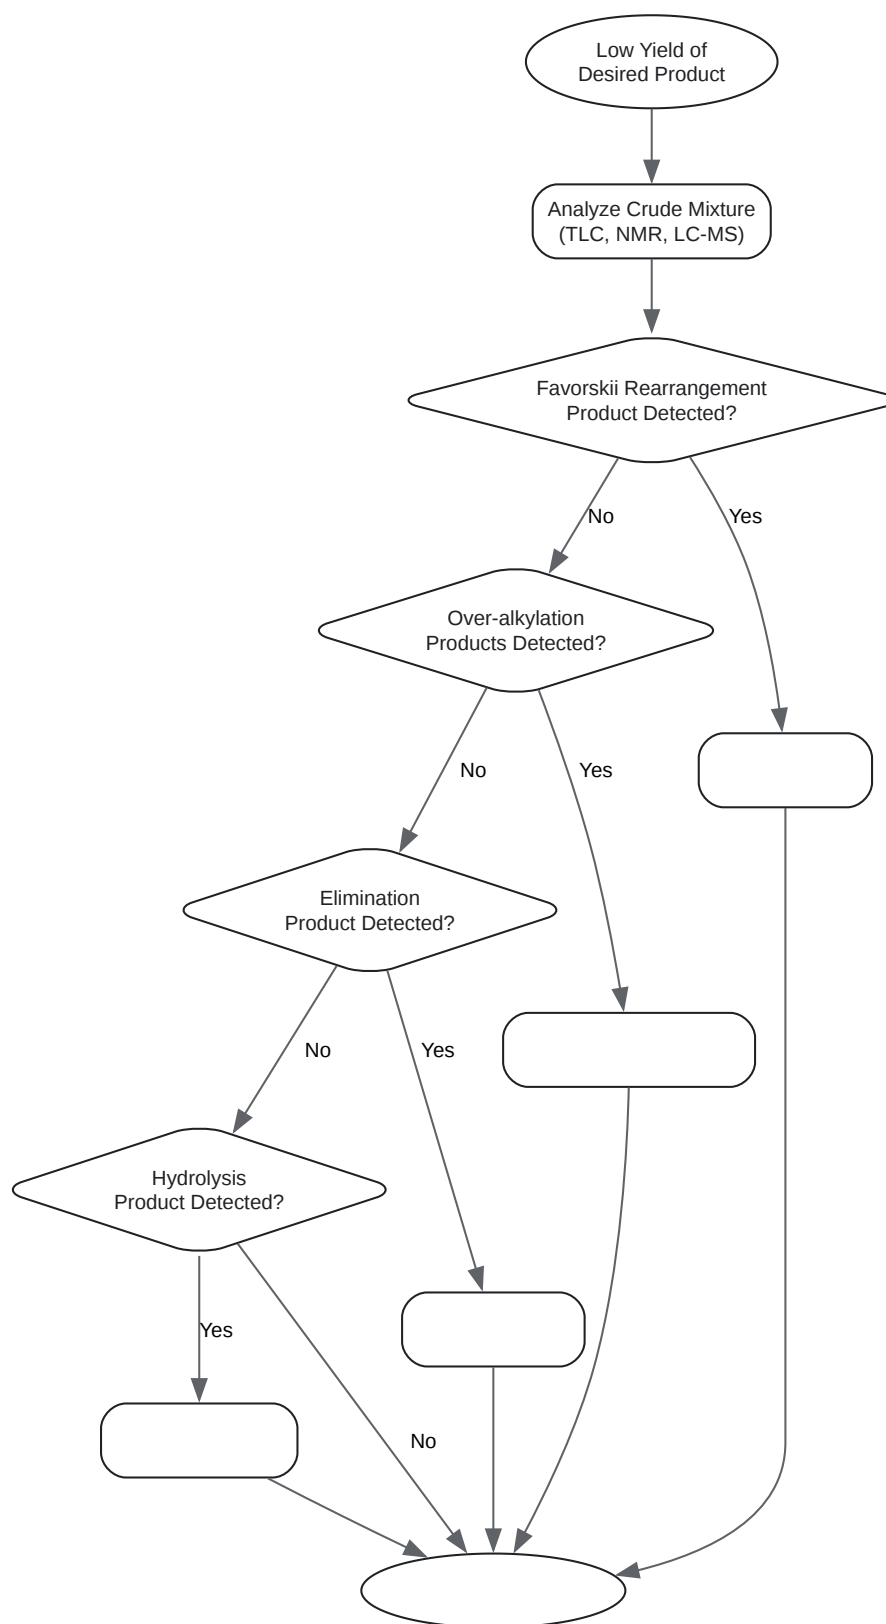 Low Yield of
Desired Product
Analyze Crude Mixture
(TLC, NMR, LC-MS)
Favorskii Rearrangement
Product Detected?
No
Yes
Over-alkylation
Products Detected?
No
Yes
Elimination
Product Detected?
No
Yes
Hydrolysis
Product Detected?
Yes
No